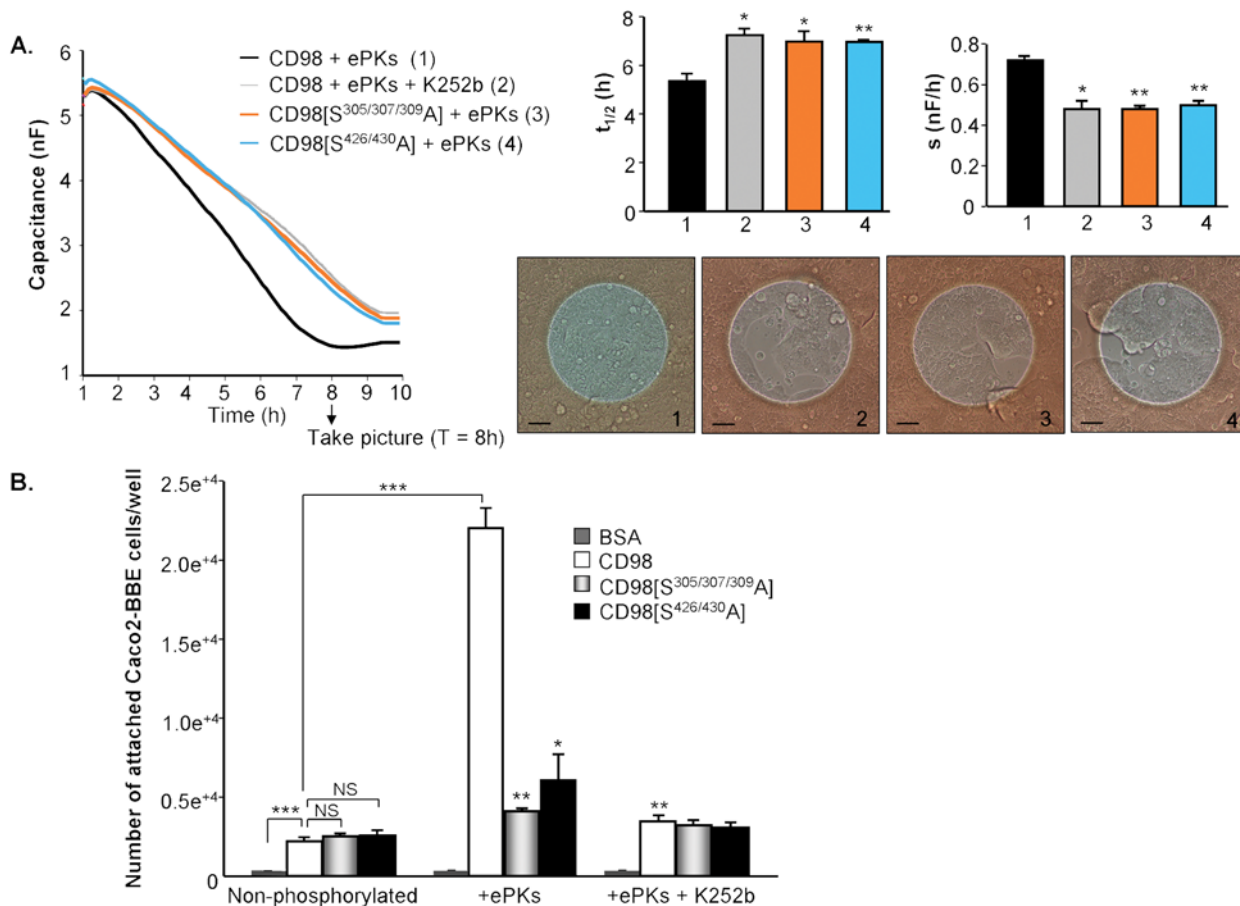 A.
Capacitance (nF)
6
5
4
3
2
1
1 2 3 4 5 6 7 8 9 10
Time (h)
Take picture (T = 8h)
CD98 + ePKs (1)
CD98 + ePKs + K252b (2)
CD98[S305/307/309A] + ePKs (3)
CD98[S426/430A] + ePKs (4)
t1/2 (h)
8
6
4
2
0
* * **
1 2 3 4
s (nF/h)
0.8
0.6
0.4
0.2
0
* ** **
1 2 3 4
1
2
3
4
B.
Number of attached Caco2-BBE cells/well
2.5e+4
2.0e+4
1.5e+4
1.0e+4
0.5e+4
0
***
BSA
CD98
CD98[S305/307/309A]
CD98[S426/430A]
*** NS NS
** *
**
Non-phosphorylated +ePKs +ePKs + K252b